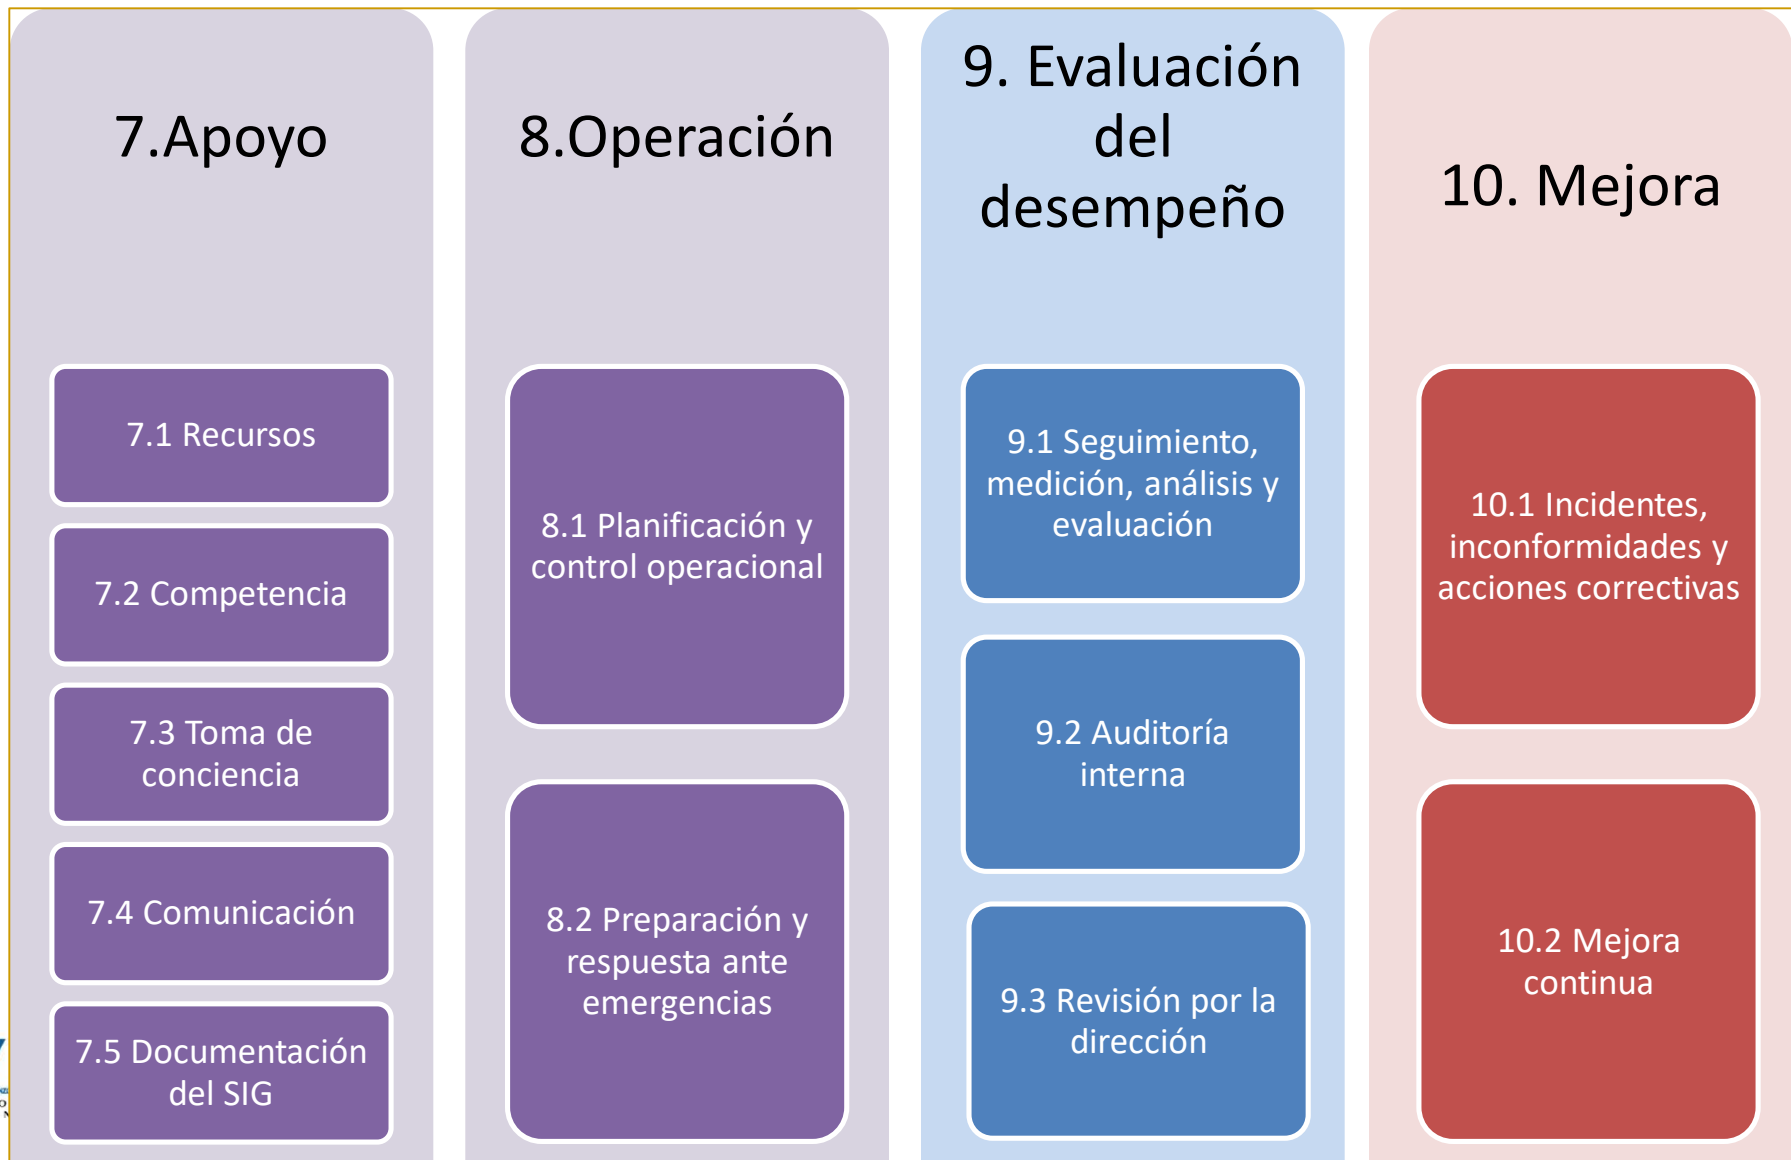 7.Apoyo
7.1 Recursos
7.2 Competencia
7.3 Toma de
conciencia
7.4 Comunicación
7.5 Documentación
del SIG
8.Operación
8.1 Planificación y
control operacional
8.2 Preparación y
respuesta ante
emergencias
9. Evaluación
del
desempeño
9.1 Seguimiento,
medición, análisis y
evaluación
9.2 Auditoría
interna
9.3 Revisión por la
dirección
10. Mejora
10.1 Incidentes,
inconformidades y
acciones correctivas
10.2 Mejora
continua